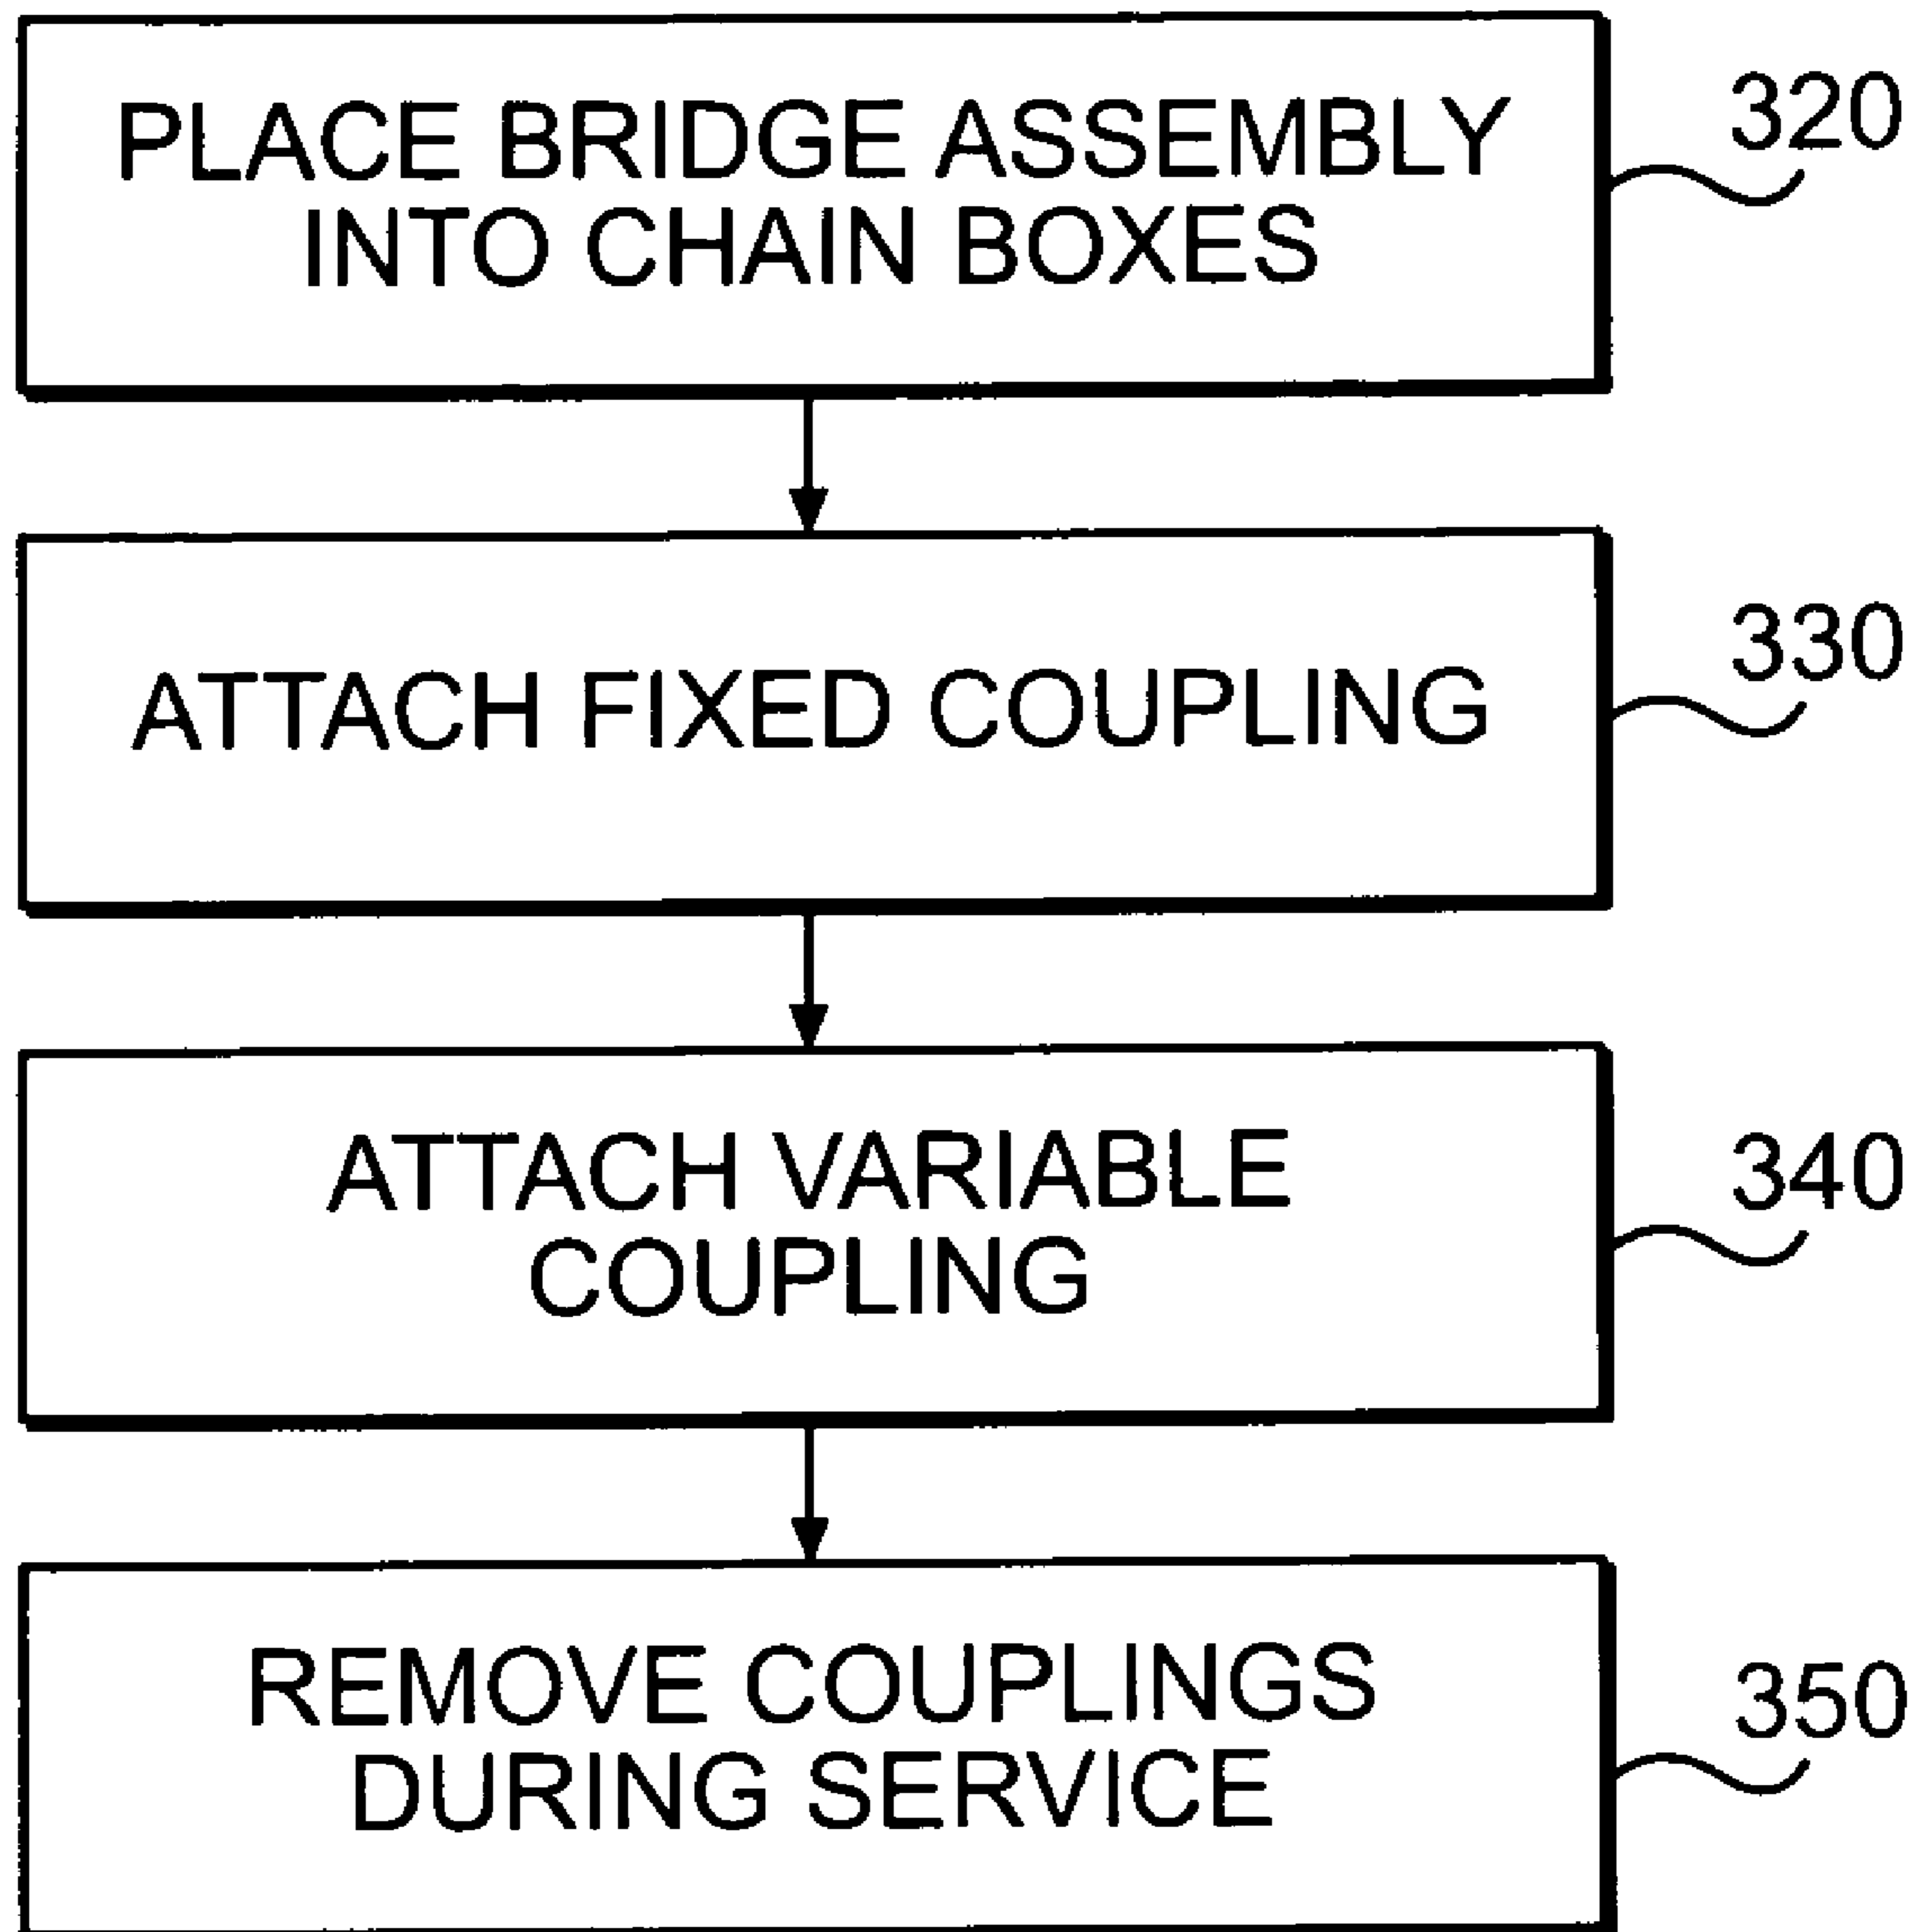 PLACE BRIDGE ASSEMBLY
INTO CHAIN BOXES
320
ATTACH FIXED COUPLING
330
ATTACH VARIABLE
COUPLING
340
REMOVE COUPLINGS
DURING SERVICE
350